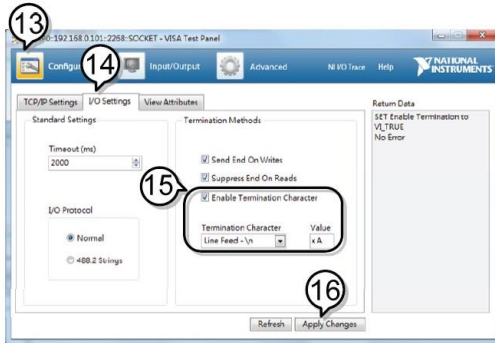 13
0::192.168.0.101::2268::SOCKET - VISA Test Panel
14
Input/Output
Advanced
NI I/O Trace
Help
NATIONAL INSTRUMENTS
TCP/IP Settings
I/O Settings
View Attributes
Return Data
Standard Settings
Termination Methods
SET Enable Termination to
VI_TRUE
No Error
Timeout (ms)
2000
Send End On Writes
Suppress End On Reads
15
Enable Termination Character
I/O Protocol
Termination Character
Value
Normal
Line Feed - \n
xA
488.2 Strings
16
Refresh
Apply Changes